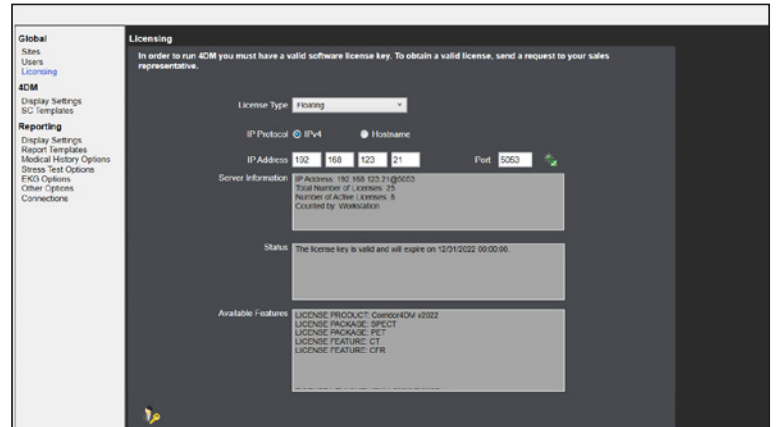 Global
Sites
Users
Licensing
4DM
Display Settings
SC Templates
Reporting
Display Settings
Report Templates
Medical History Options
Stress Test Options
EKG Options
Other Options
Connections
Licensing
In order to run 4DM you must have a valid software license key. To obtain a valid license, send a request to your sales
representative.
License Type Floating
IP Protocol IPv4 Hostname
IP Address 192 168 123 21 Port 5053
Server Information IP Address: 192.168.123.21@5053
Total Number of Licenses: 25
Number of Active Licenses: 8
Counted by: Workstation
Status The license key is valid and will expire on 12/31/2022 00:00:00.
Available Features LICENSE PRODUCT: Corridor4DM v2022
LICENSE PACKAGE: SPECT
LICENSE PACKAGE: PET
LICENSE FEATURE: CT
LICENSE FEATURE: CFR